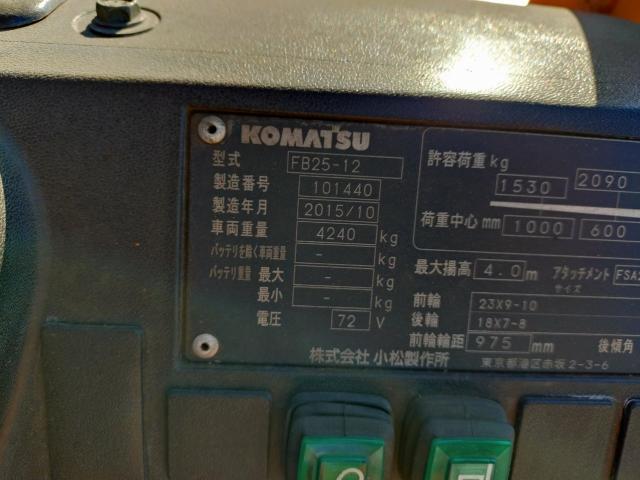 KOMATSU
型式 FB25-12
製造番号 101440
製造年月 2015/10
車両重量 4240 kg
バッテリを除く車両重量 - kg
バッテリ重量 最大 - kg
最小 - kg
電圧 72 V
許容荷重 kg 1530 2090
荷重中心 mm 1000 600
最大揚高 4.0 m アタッチメント FSA
サイズ
前輪 23X9-10
後輪 18X7-8
前輪輪距 975 mm 後傾角
株式会社 小松製作所
東京都港区赤坂2-3-6